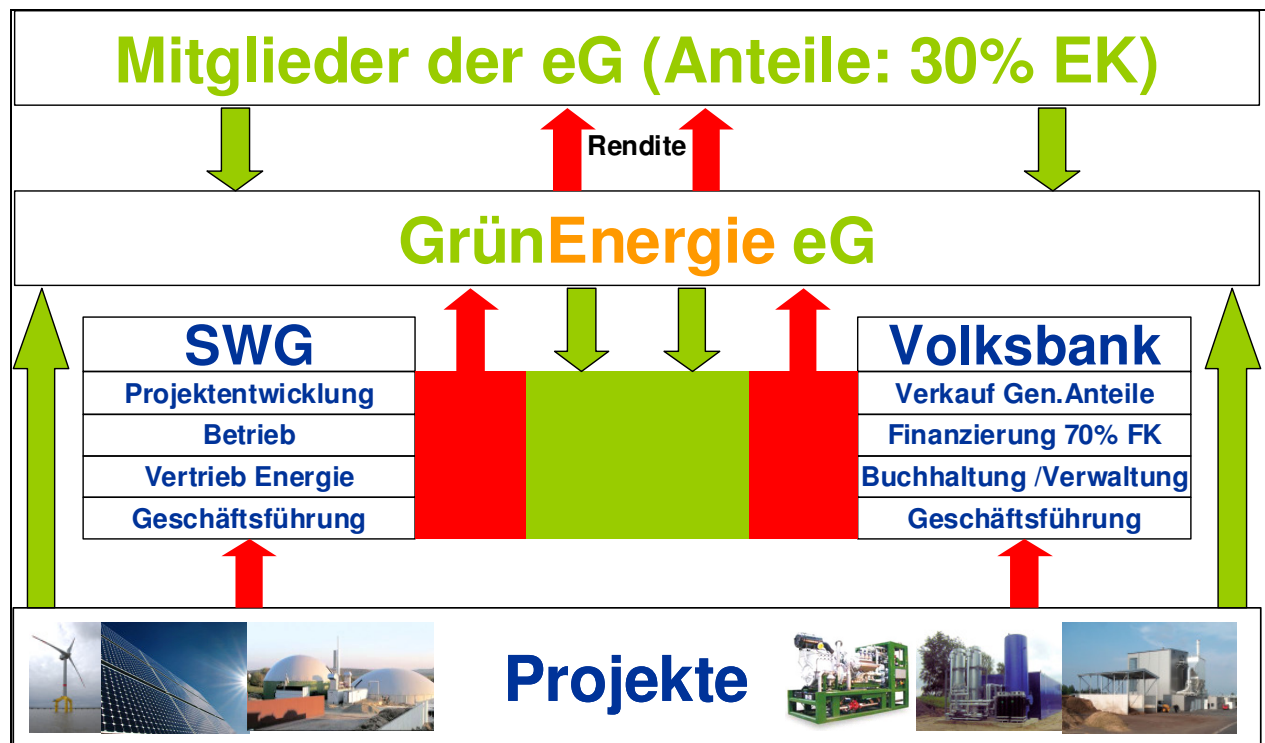 Mitglieder der eG (Anteile: 30% EK)
Rendite
GrünEnergie eG
SWG
Projektentwicklung
Betrieb
Vertrieb Energie
Geschäftsführung
Volksbank
Verkauf Gen.Anteile
Finanzierung 70% FK
Buchhaltung /Verwaltung
Geschäftsführung
Projekte